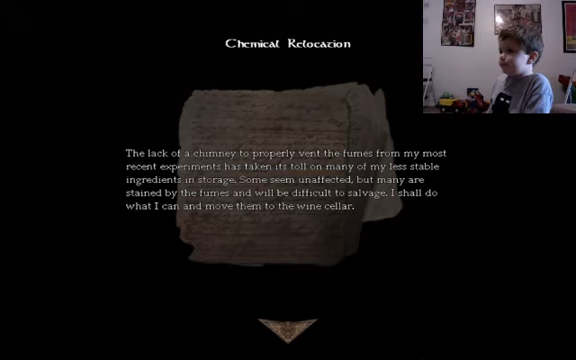 Chemical Relocation
The lack of a chimney to properly vent the fumes from my most
recent experiments has taken its toll on many of my less stable
ingredients in storage. Some seem unaffected, but many are
stained by the fumes and will be difficult to salvage. I shall do
what I can and move them to the wine cellar.